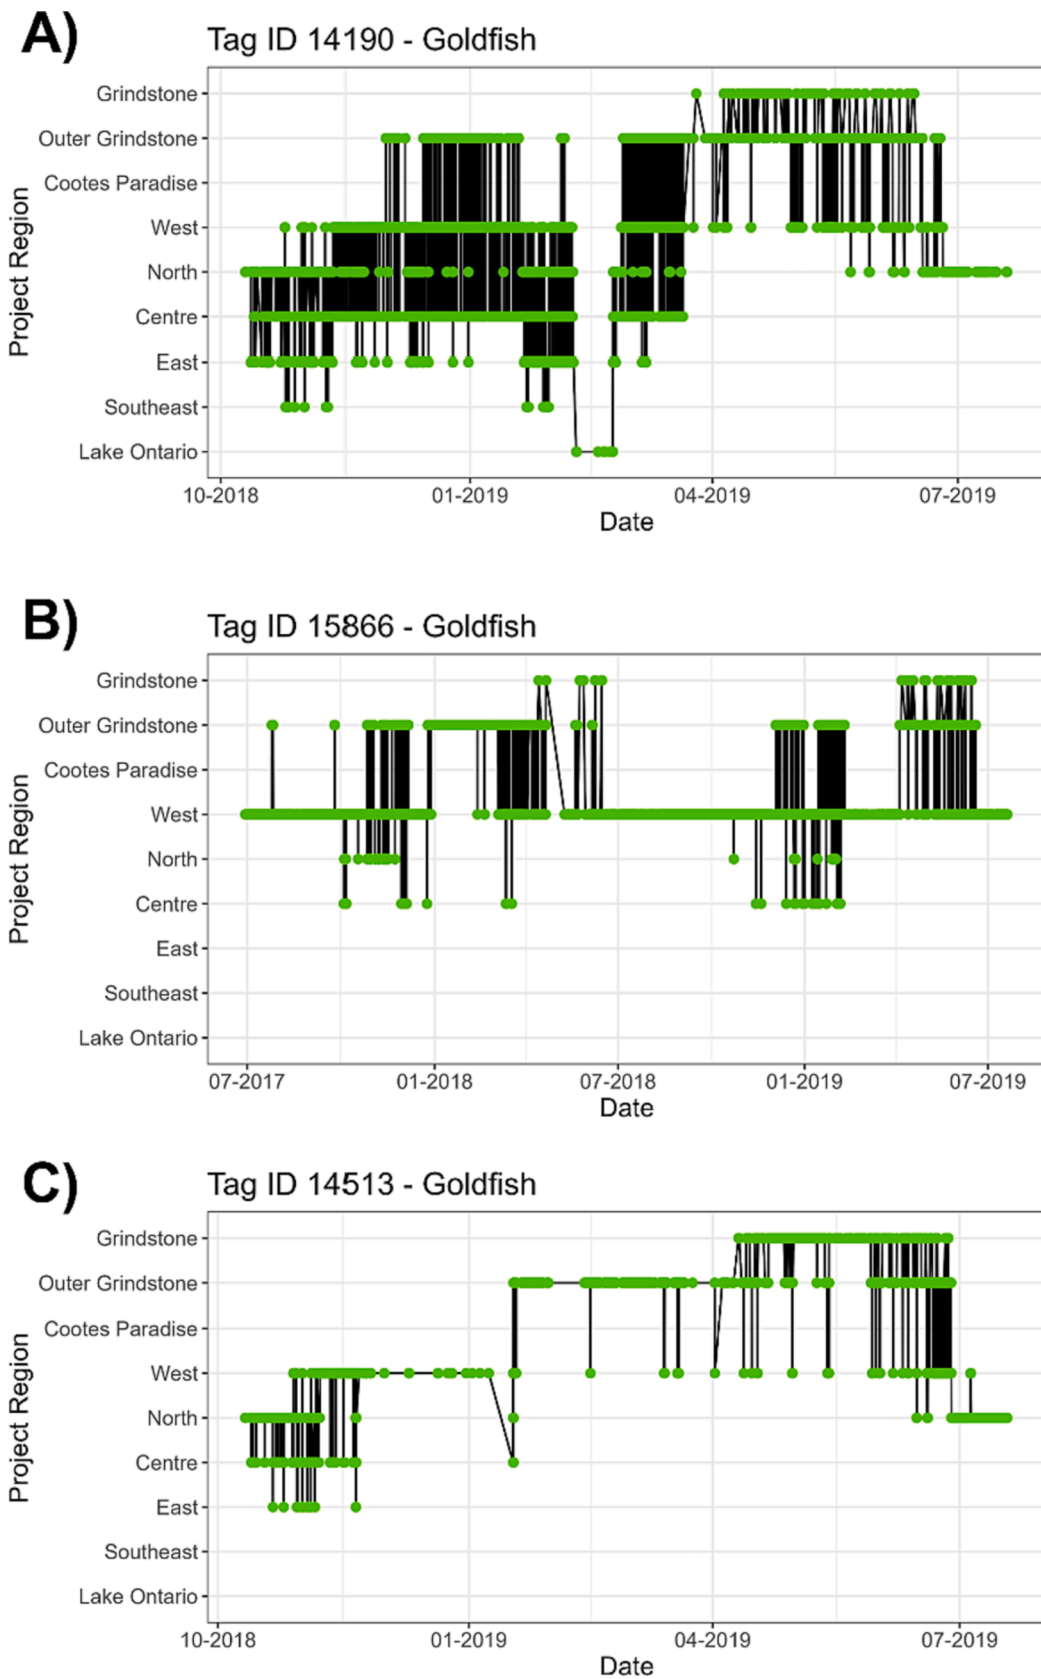 A)
Tag ID 14190 - Goldfish
Project Region
Grindstone
Outer Grindstone
Cootes Paradise
West
North
Centre
East
Southeast
Lake Ontario
10-2018 01-2019 04-2019 07-2019
Date
B)
Tag ID 15866 - Goldfish
Project Region
Grindstone
Outer Grindstone
Cootes Paradise
West
North
Centre
East
Southeast
Lake Ontario
07-2017 01-2018 07-2018 01-2019 07-2019
Date
C)
Tag ID 14513 - Goldfish
Project Region
Grindstone
Outer Grindstone
Cootes Paradise
West
North
Centre
East
Southeast
Lake Ontario
10-2018 01-2019 04-2019 07-2019
Date